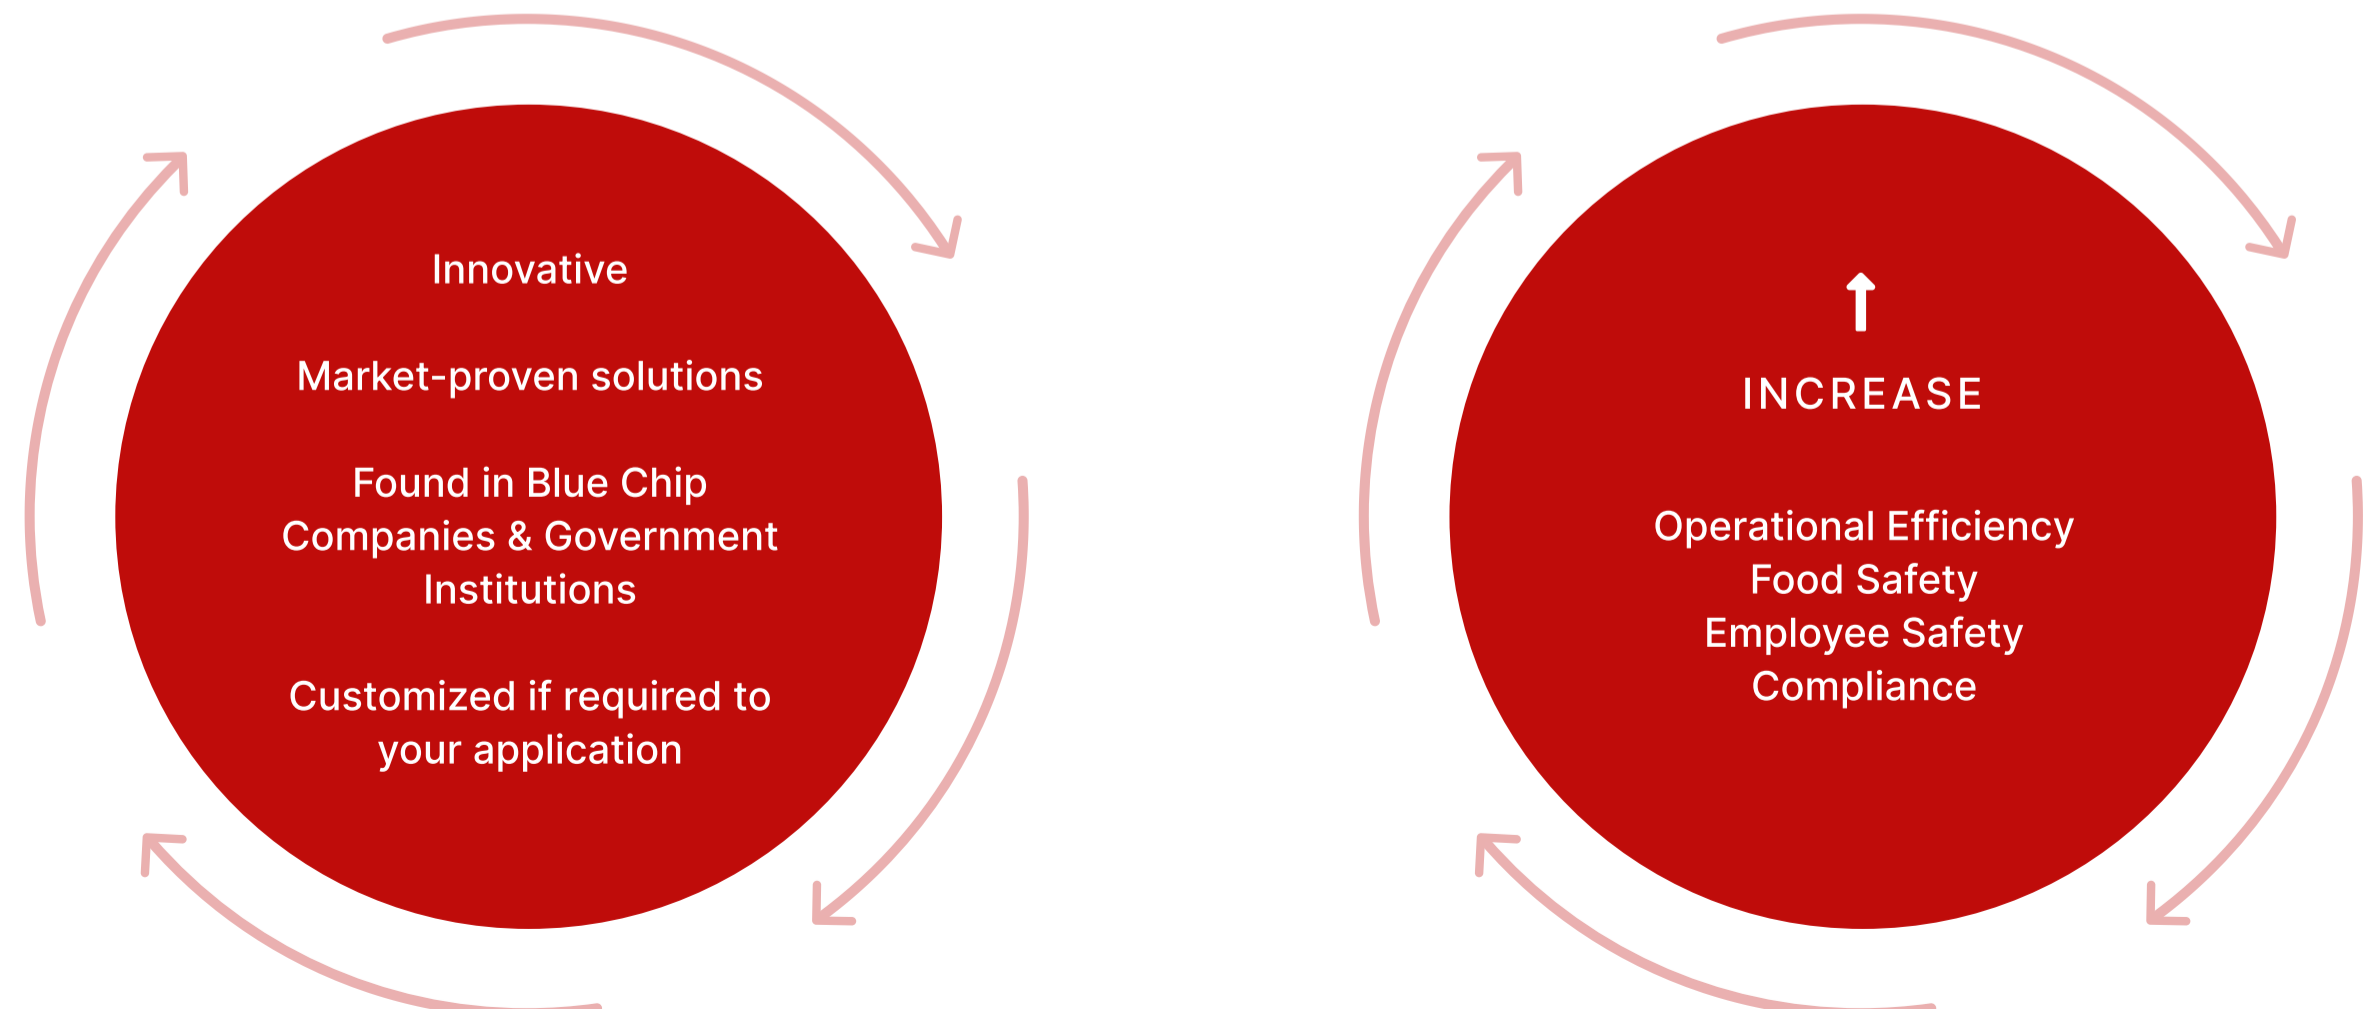 Innovative
Market-proven solutions
Found in Blue Chip
Companies & Government
Institutions
Customized if required to
your application
INCREASE
Operational Efficiency
Food Safety
Employee Safety
Compliance